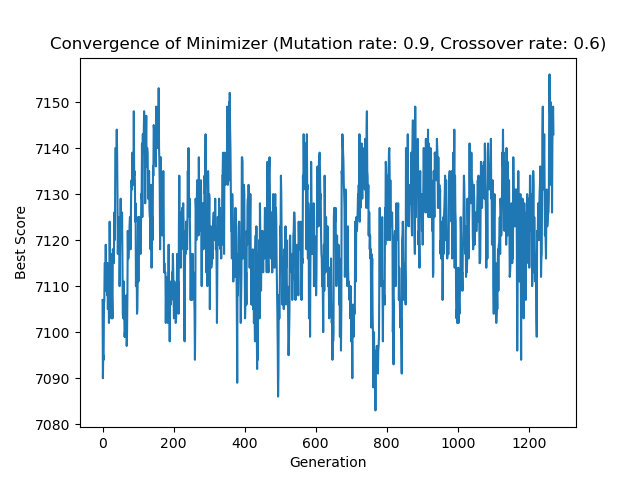 Convergence of Minimizer (Mutation rate: 0.9, Crossover rate: 0.6)
7150
7140
7130
7120
7110
7100
7090
7080
Best Score
0 200 400 600 800 1000 1200
Generation